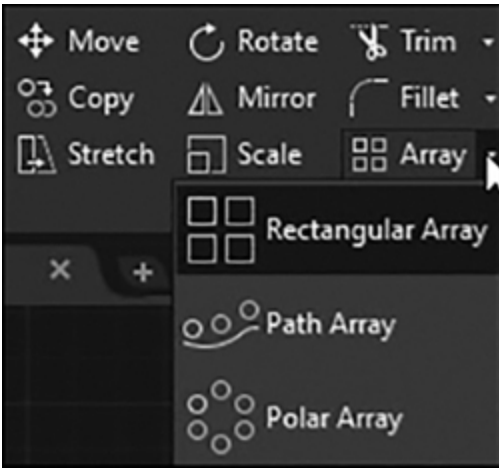 Move Rotate Trim
Copy Mirror Fillet
Stretch Scale Array
Rectangular Array
Path Array
Polar Array